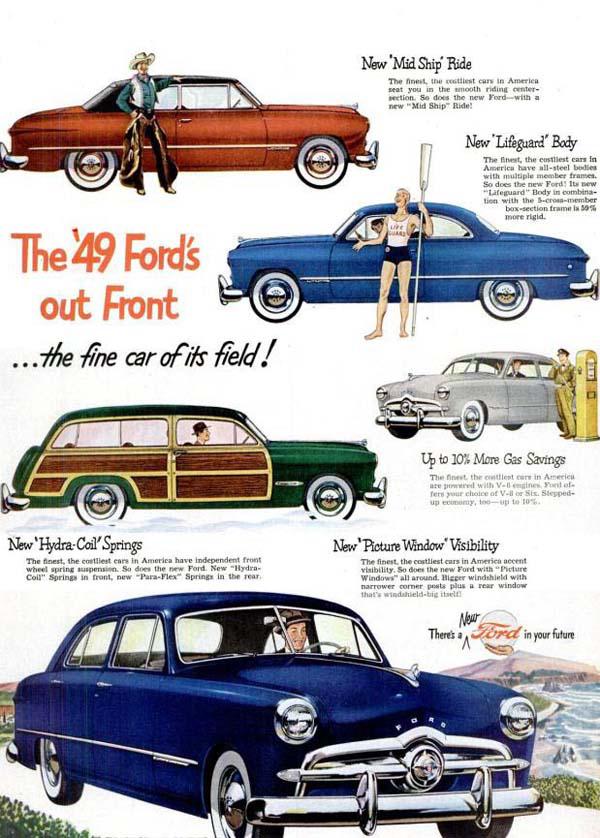 New "Mid Ship" Ride
The finest, the costliest cars in America
seat you in the smooth riding center-
section. So does the new Ford—with a
new "Mid Ship" Ride!
New "Lifeguard" Body
The finest, the costliest cars in
America have all-steel bodies
with multiple member frames.
So does the new Ford! Its new
"Lifeguard" Body in combina-
tion with the 5-cross-member
box-section frame is 59%
more rigid.
LIFE
GUARD
The '49 Ford's
out Front
...the fine car of its field!
Up to 10% More Gas Savings
The finest, the costliest cars in America
are powered with V-8 engines. Ford of-
fers your choice of V-8 or Six. Stepped-
up economy, too—up to 10%.
New "Hydra-Coil" Springs
The finest, the costliest cars in America have independent front
wheel spring suspension. So does the new Ford. New "Hydra-
Coil" Springs in front, new "Para-Flex" Springs in the rear.
New "Picture Window" Visibility
The finest, the costliest cars in America accent
visibility. So does the new Ford with "Picture
Windows" all around. Bigger windshield with
narrower corner posts plus a rear window
that's windshield-big itself!
New
There's a Ford in your future
FORD